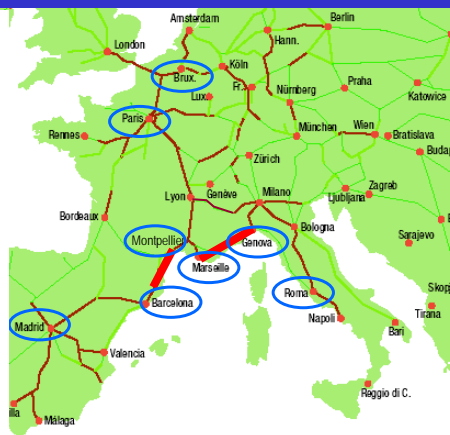 Amsterdam
Berlin
London
Hann.
Köln
Brux.
Praha
Lux.
Fr.
Nürnberg
Katowice
Paris
Rennes
München
Wien
Bratislava
Zürich
Lyon
Genève
Milano
Ljubljana
Zagreb
Bordeaux
Bologna
Montpellier
Genova
Sarajevo
Marseille
Barcelona
Roma
Madrid
Napoli
Tirana
Bari
Valencia
Reggio di C.
Málaga